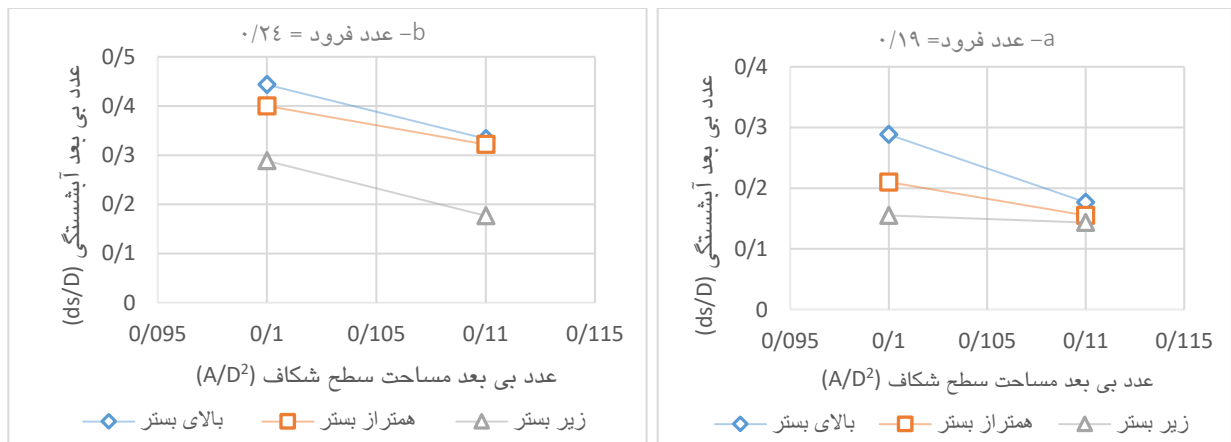 a– عدد فرود= ۰/۱۹
0/4
0/3
0/2
0/1
0
عدد بی بعد آبشستگی (ds/D)
0/095 0/1 0/105 0/11 0/115
عدد بی بعد مساحت سطح شکاف (A/D²)
بالای بستر همتراز بستر زیر بستر
b– عدد فرود = ۰/۲٤
0/5
0/4
0/3
0/2
0/1
0
عدد بی بعد آبشستگی (ds/D)
0/095 0/1 0/105 0/11 0/115
عدد بی بعد مساحت سطح شکاف (A/D²)
بالای بستر همتراز بستر زیر بستر